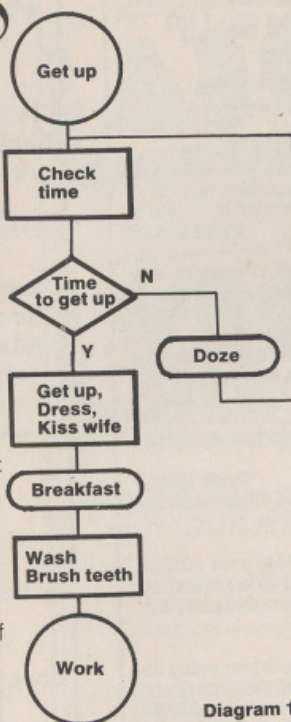 Get up
Check
time
Time
to get up
N
Doze
Y
Get up,
Dress,
Kiss wife
Breakfast
Wash
Brush teeth
Work
Diagram 1